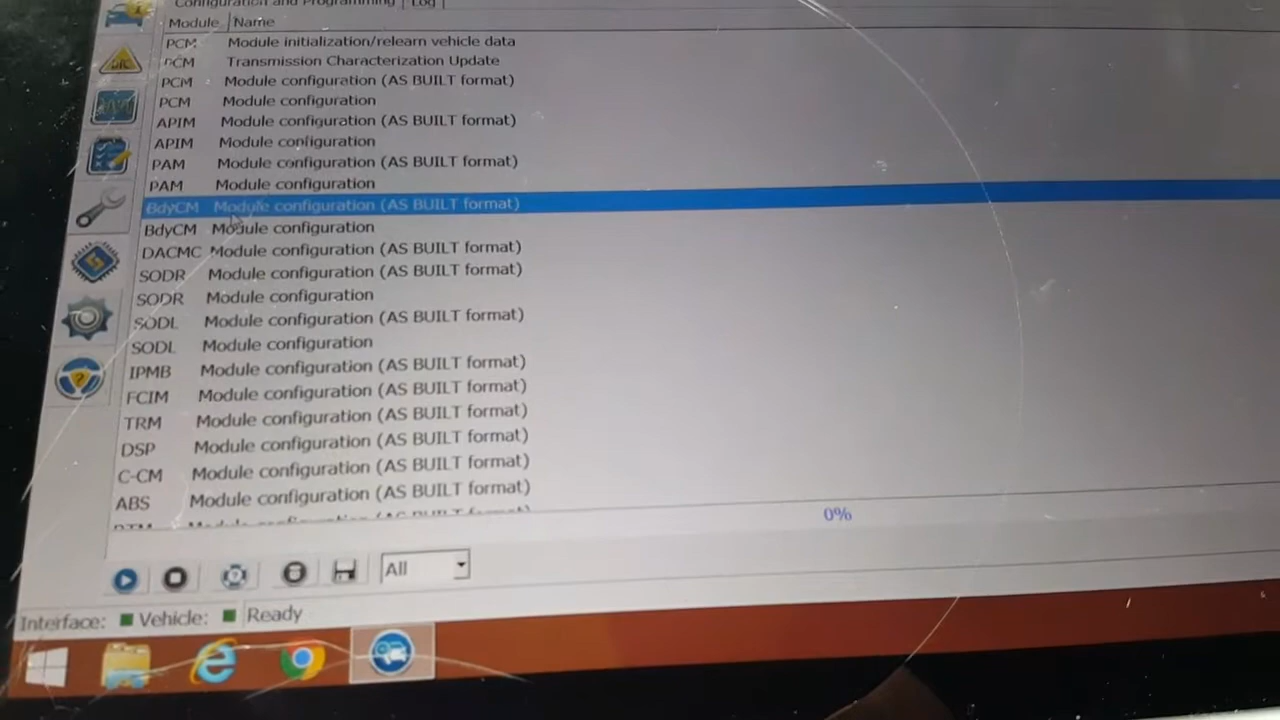 Configuration and Programming | Log
Module Name
PCM Module initialization/relearn vehicle data
PCM Transmission Characterization Update
PCM Module configuration (AS BUILT format)
PCM Module configuration
APIM Module configuration (AS BUILT format)
APIM Module configuration
PAM Module configuration (AS BUILT format)
PAM Module configuration
BdyCM Module configuration (AS BUILT format)
BdyCM Module configuration
DACMC Module configuration (AS BUILT format)
SODR Module configuration (AS BUILT format)
SODR Module configuration
SODL Module configuration (AS BUILT format)
SODL Module configuration
IPMB Module configuration (AS BUILT format)
FCIM Module configuration (AS BUILT format)
TRM Module configuration (AS BUILT format)
DSP Module configuration (AS BUILT format)
C-CM Module configuration (AS BUILT format)
ABS Module configuration (AS BUILT format)
0%
All
Interface: Vehicle: Ready